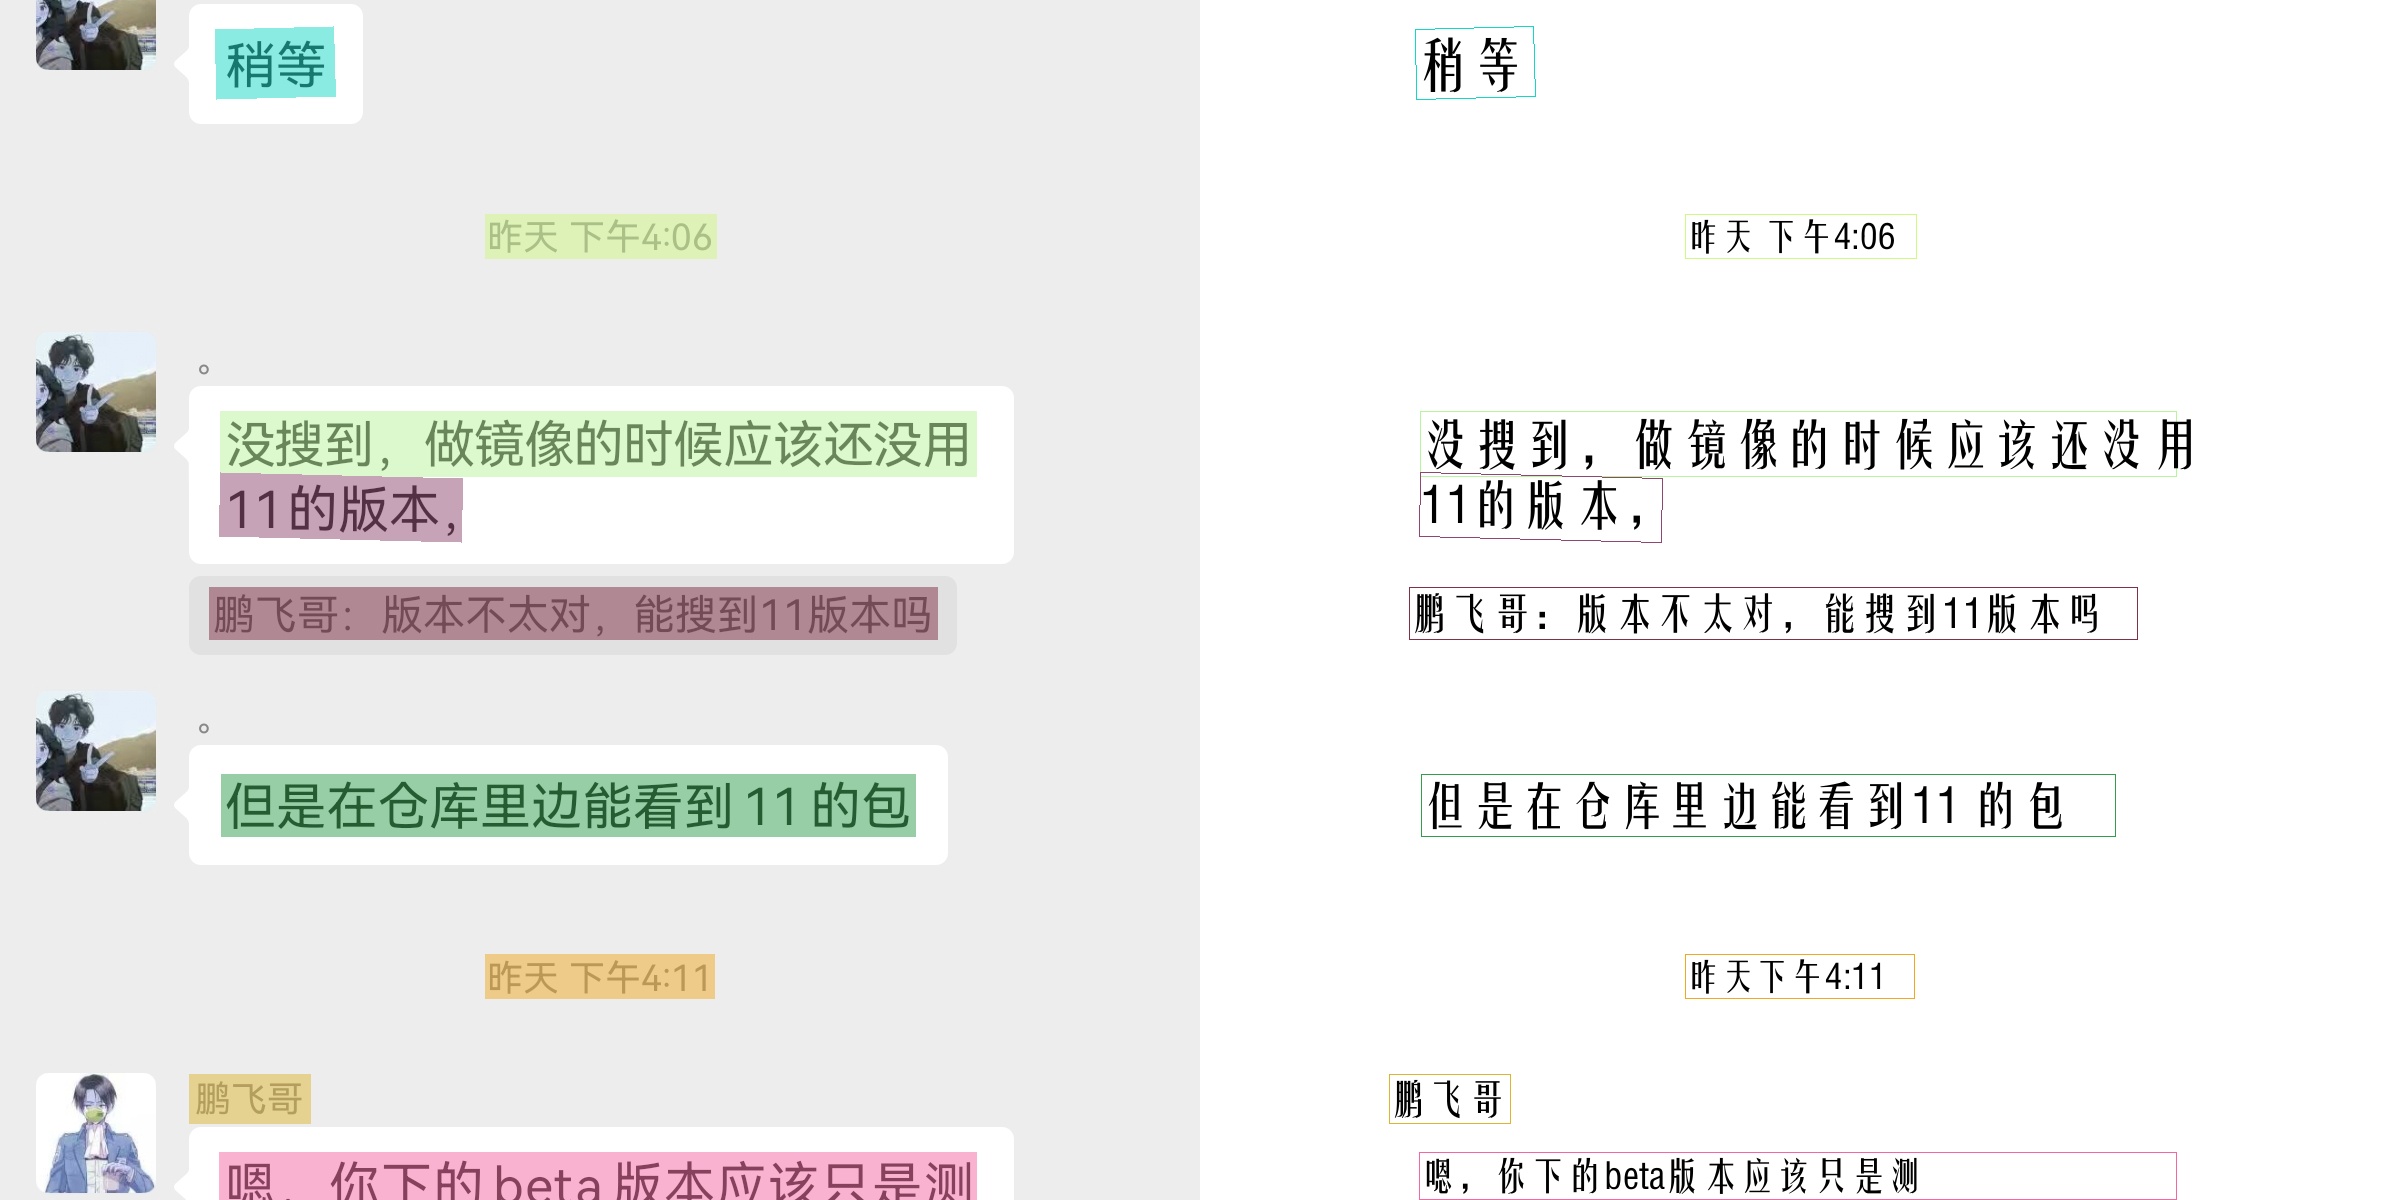 稍等
稍等
昨天 下午4:06
昨天 下午4:06
。
没搜到，做镜像的时候应该还没用
11的版本，
没搜到，做镜像的时候应该还没用
11的版本，
鹏飞哥：版本不太对，能搜到11版本吗
鹏飞哥：版本不太对，能搜到11版本吗
。
但是在仓库里边能看到 11 的包
但是在仓库里边能看到11 的包
昨天 下午4:11
昨天下午4:11
鹏飞哥
鹏飞哥
嗯，你下的beta版本应该只是测
嗯，你下的beta版本应该只是测